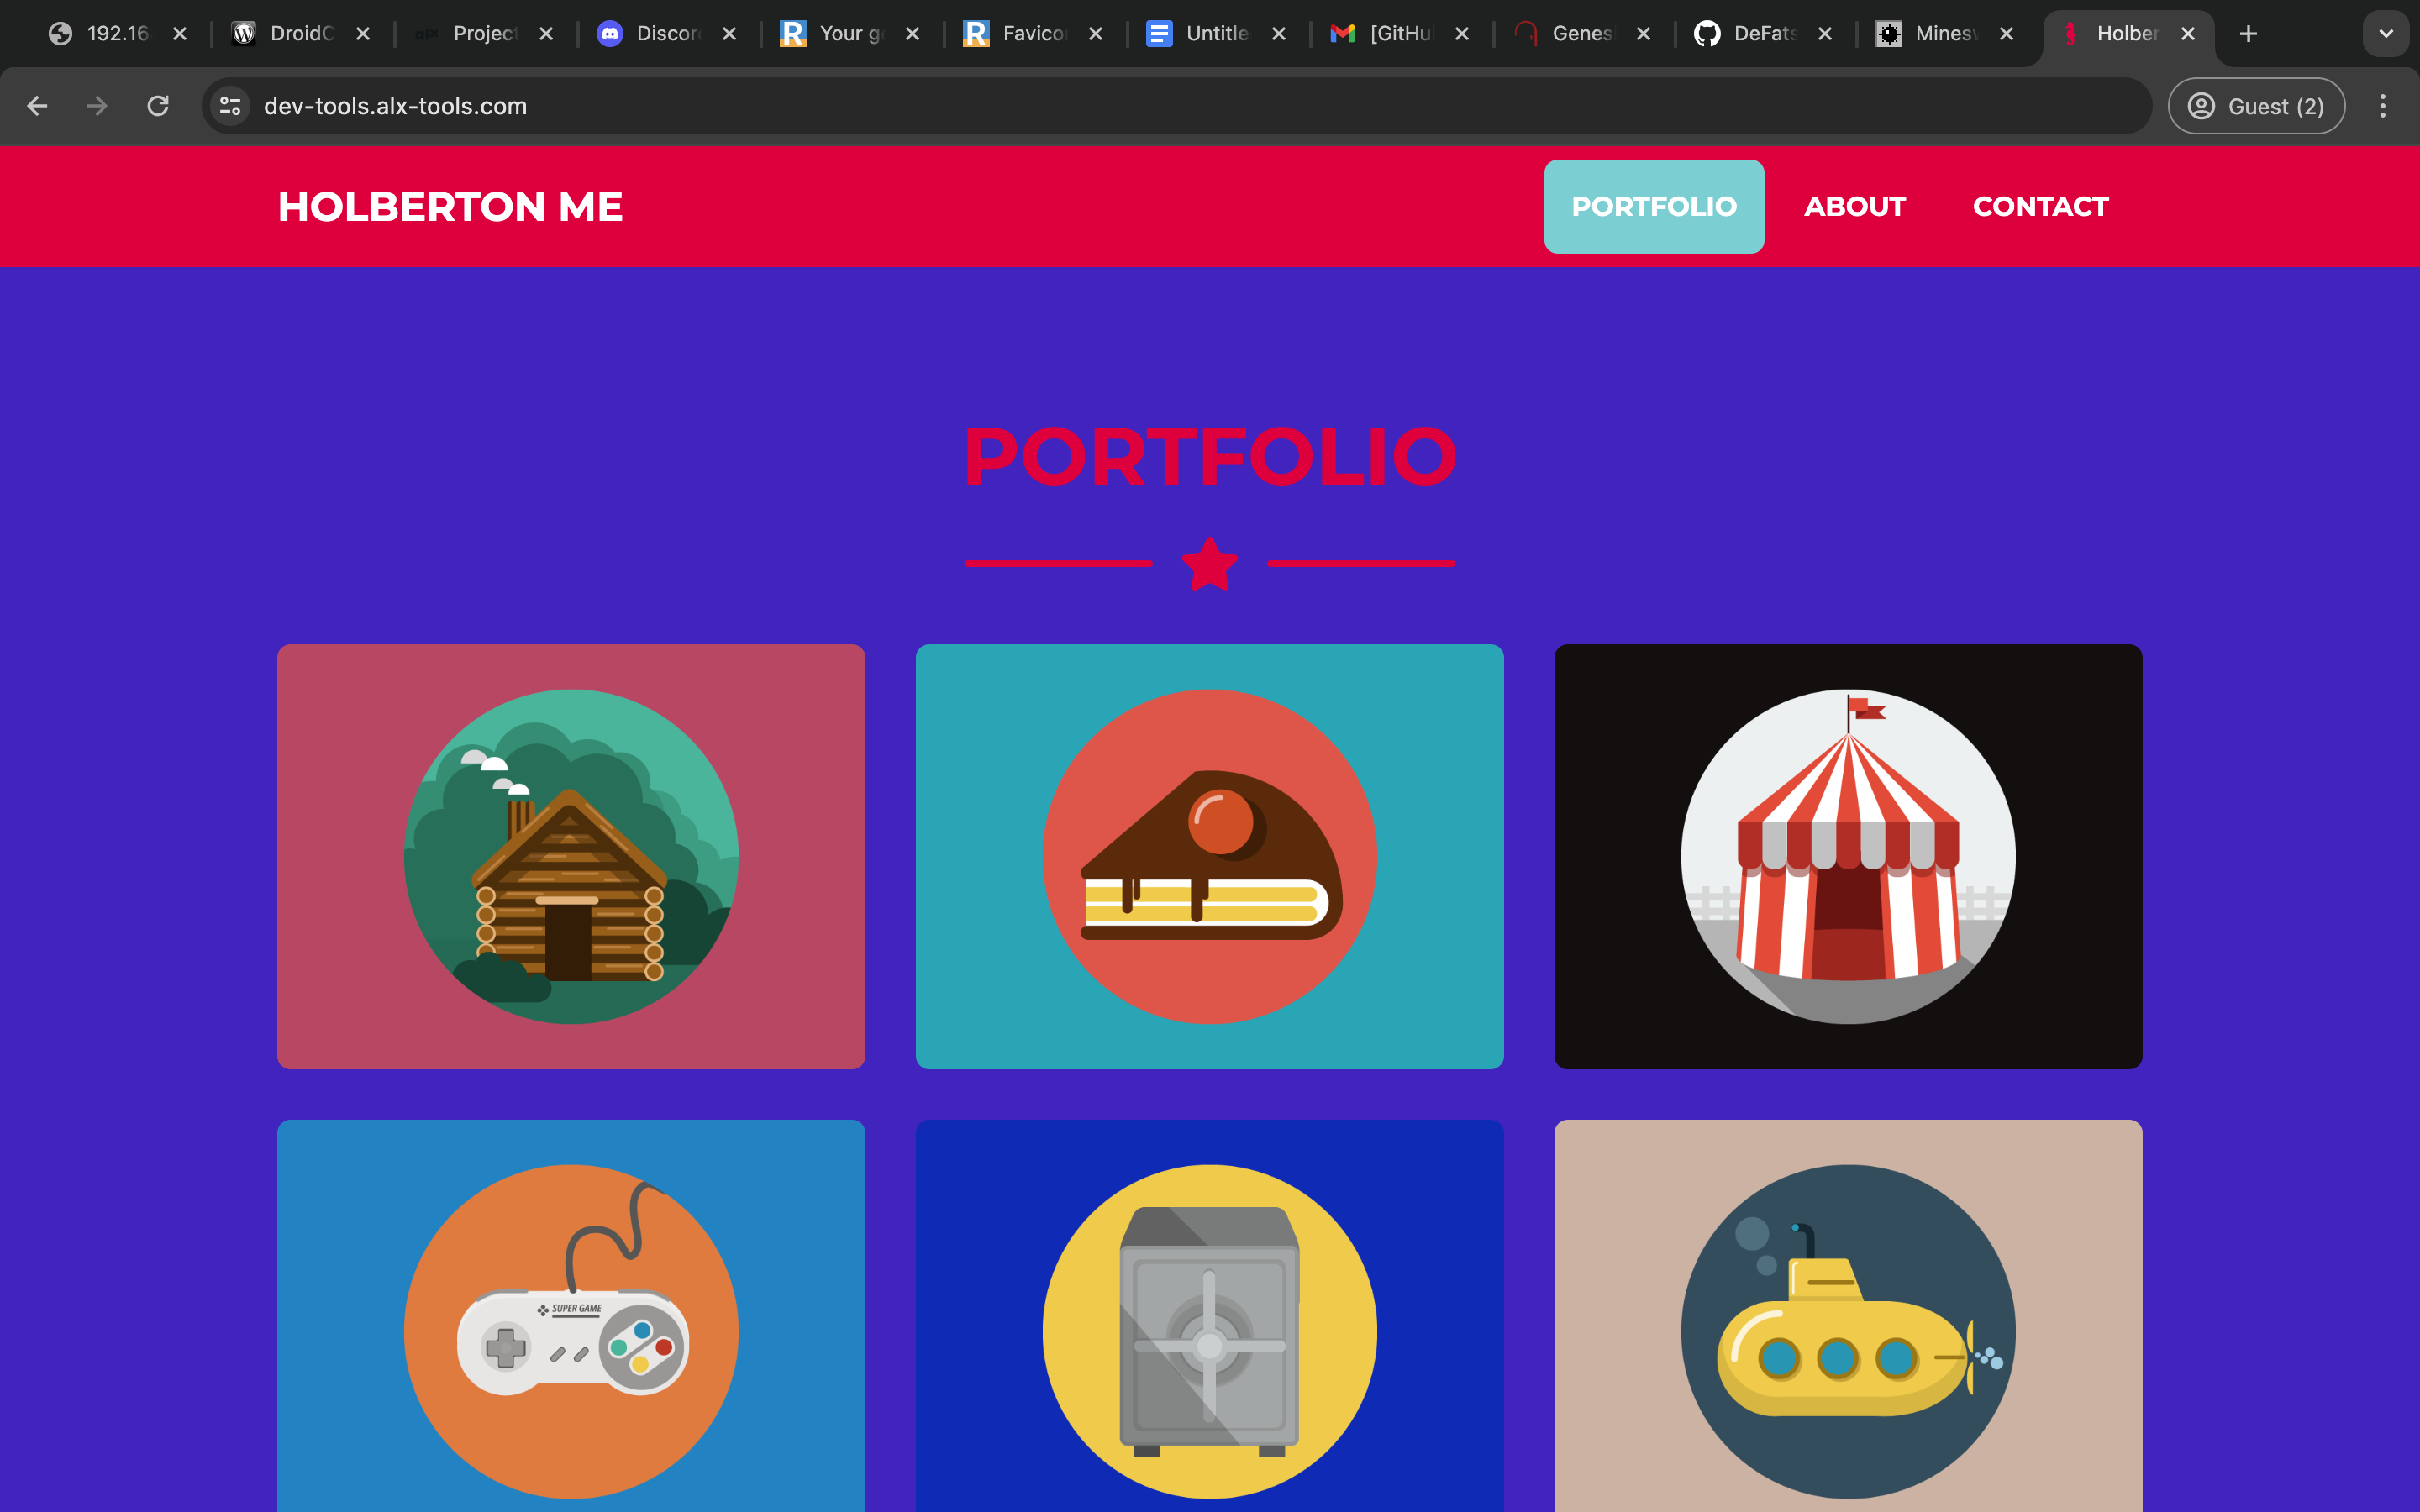 192.16
DroidC
alx
Project
Discor
Your g
Favico
Untitle
[GitHu
Genes
DeFats
Minesw
Holber
dev-tools.alx-tools.com
Guest (2)
HOLBERTON ME
PORTFOLIO
ABOUT
CONTACT
PORTFOLIO
SUPER GAME